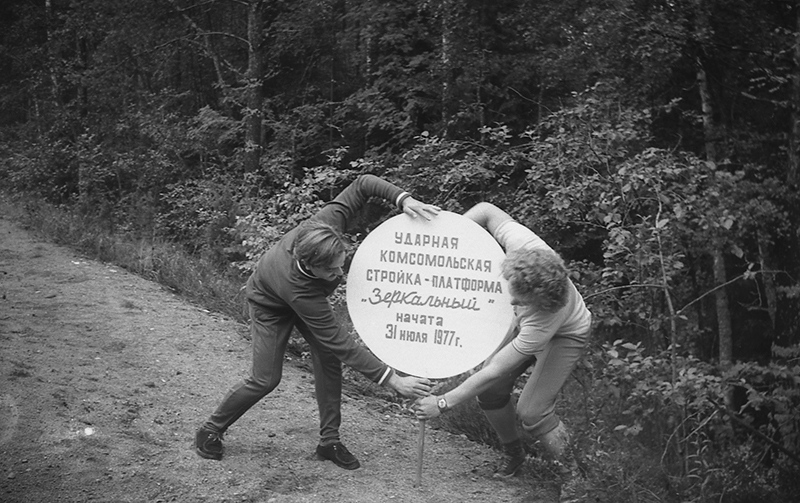 УДАРНАЯ
КОМСОМОЛЬСКАЯ
СТРОЙКА-ПЛАТФОРМА
„Зеркальный"
НАЧАТА
31 июля 1977г.